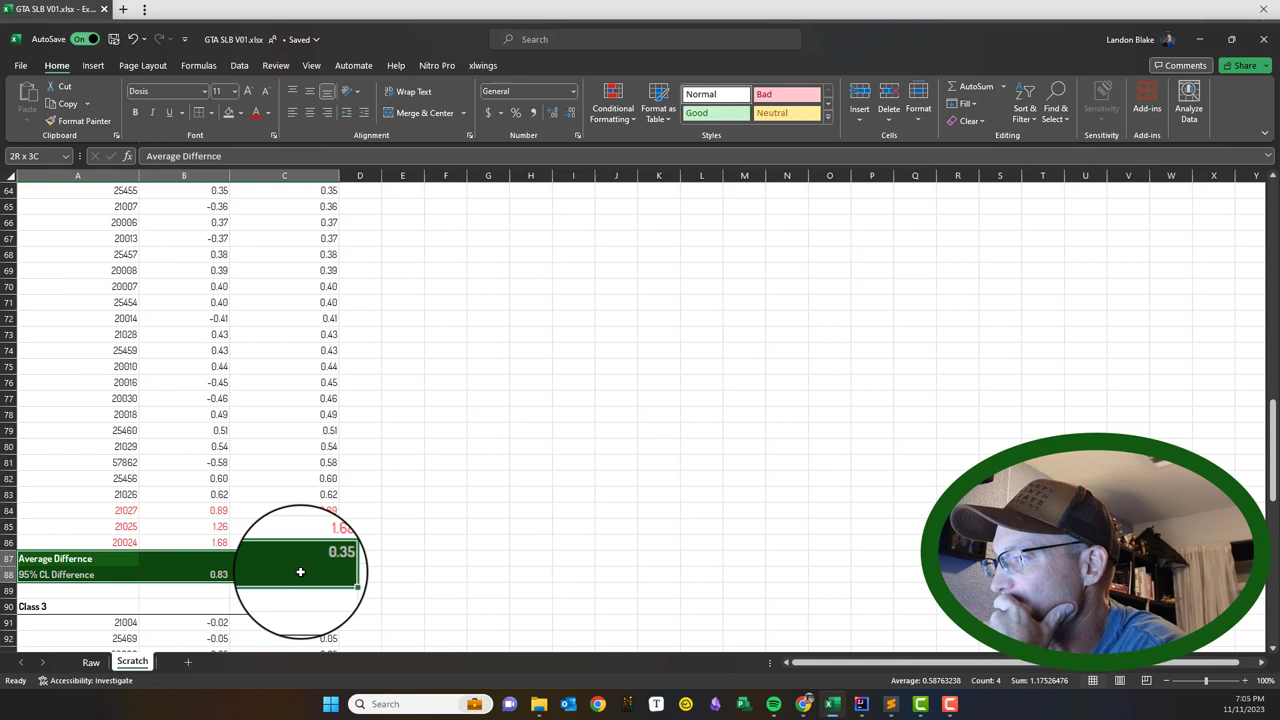 GTA SLB V01.xlsx - Ex...
AutoSave On GTA SLB V01.xlsx • Saved Search Landon Blake
File Home Insert Page Layout Formulas Data Review View Automate Help Nitro Pro xlwings Comments Share
Paste Cut Copy Format Painter Clipboard
Dosis 11 B I U Font
Wrap Text Merge & Center Alignment
General $ % Number
Conditional Formatting Format as Table Normal Bad Good Neutral Styles
Insert Delete Format Cells
AutoSum Fill Clear Sort & Filter Find & Select Editing
Sensitivity Sensitivity
Add-ins Add-ins
Analyze Data
2R x 3C fx Average Differnce
A B C D E F G H I J K L M N O P Q R S T U V W X Y
64 25455 0.35 0.35
65 21007 -0.36 0.36
66 20006 0.37 0.37
67 20013 -0.37 0.37
68 25457 0.38 0.38
69 20008 0.39 0.39
70 20007 0.40 0.40
71 25454 0.40 0.40
72 20014 -0.41 0.41
73 21028 0.43 0.43
74 25459 0.43 0.43
75 20010 0.44 0.44
76 20016 -0.45 0.45
77 20030 -0.46 0.46
78 20018 0.49 0.49
79 25460 0.51 0.51
80 21029 0.54 0.54
81 57862 -0.58 0.58
82 25456 0.60 0.60
83 21026 0.62 0.62
84 21027 0.89
85 21025 1.26
86 20024 1.68
87 Average Differnce 0.35
88 95% CL Difference 0.83
89
90 Class 3
91 21004 -0.02
92 25469 -0.05 0.05
Raw Scratch
Ready Accessibility: Investigate Average: 0.58763238 Count: 4 Sum: 1.17526476 100%
Search 7:05 PM
11/11/2023